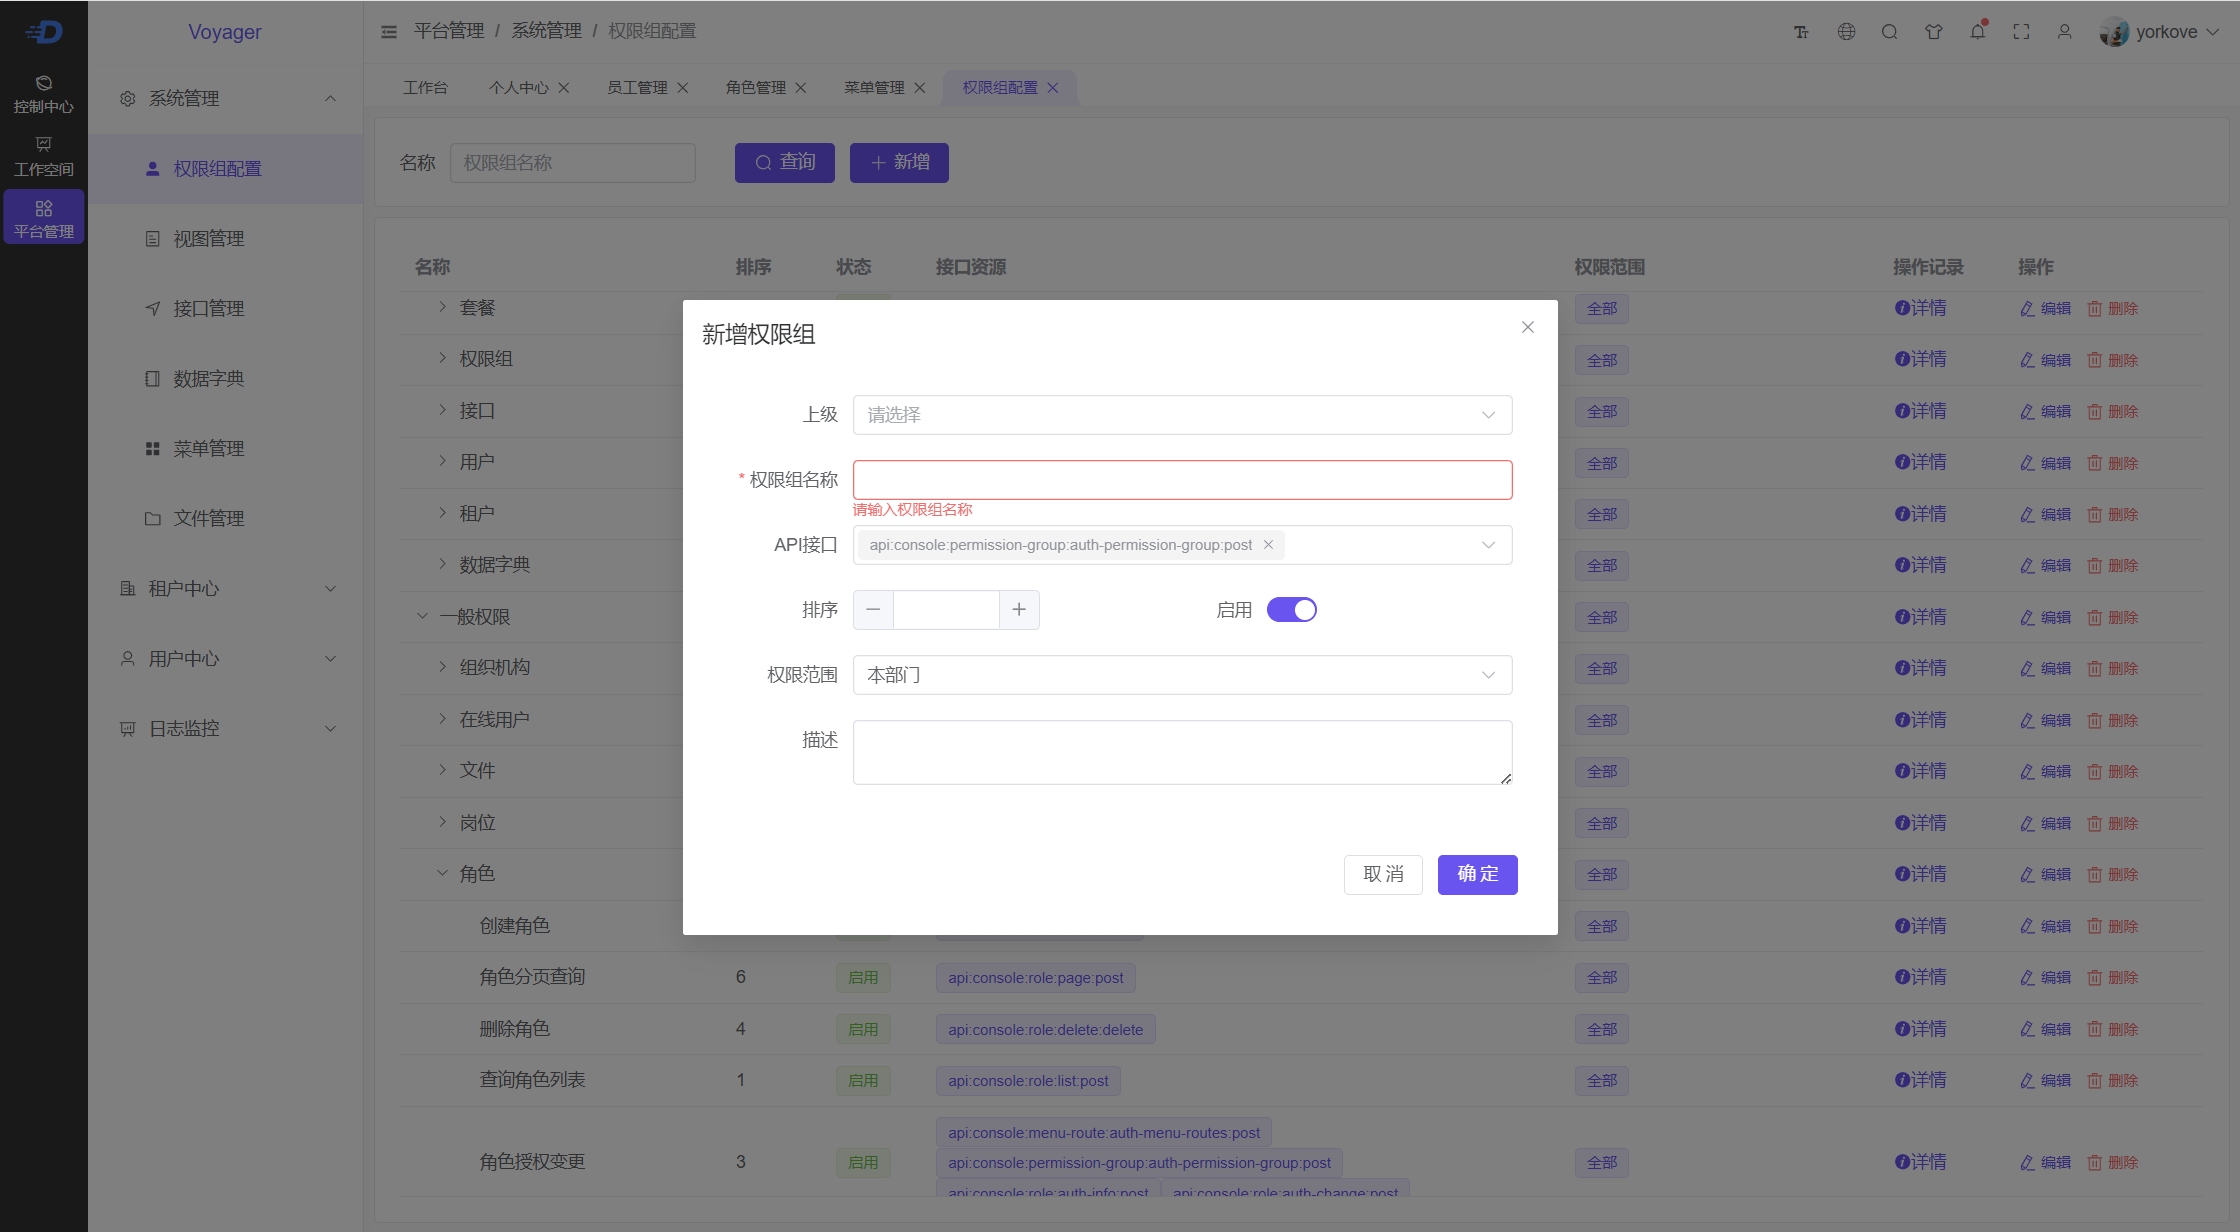 Voyager
平台管理 / 系统管理 / 权限组配置
yorkove
控制中心
工作空间
平台管理
系统管理
权限组配置
视图管理
接口管理
数据字典
菜单管理
文件管理
租户中心
用户中心
日志监控
工作台 个人中心 员工管理 角色管理 菜单管理 权限组配置
名称 权限组名称 查询 新增
名称 排序 状态 接口资源 权限范围 操作记录 操作
套餐 全部 详情 编辑 删除
权限组 全部 详情 编辑 删除
接口 全部 详情 编辑 删除
用户 全部 详情 编辑 删除
租户 全部 详情 编辑 删除
数据字典 全部 详情 编辑 删除
一般权限 全部 详情 编辑 删除
组织机构 全部 详情 编辑 删除
在线用户 全部 详情 编辑 删除
文件 全部 详情 编辑 删除
岗位 全部 详情 编辑 删除
角色 全部 详情 编辑 删除
创建角色 全部 详情 编辑 删除
角色分页查询 6 启用 api:console:role:page:post 全部 详情 编辑 删除
删除角色 4 启用 api:console:role:delete:delete 全部 详情 编辑 删除
查询角色列表 1 启用 api:console:role:list:post 全部 详情 编辑 删除
api:console:menu-route:auth-menu-routes:post
角色授权变更 3 启用 api:console:permission-group:auth-permission-group:post 全部 详情 编辑 删除
api:console:role:auth-info:post api:console:role:auth-change:post
新增权限组
上级 请选择
* 权限组名称
请输入权限组名称
API接口 api:console:permission-group:auth-permission-group:post
排序 启用
权限范围 本部门
描述
取消 确定